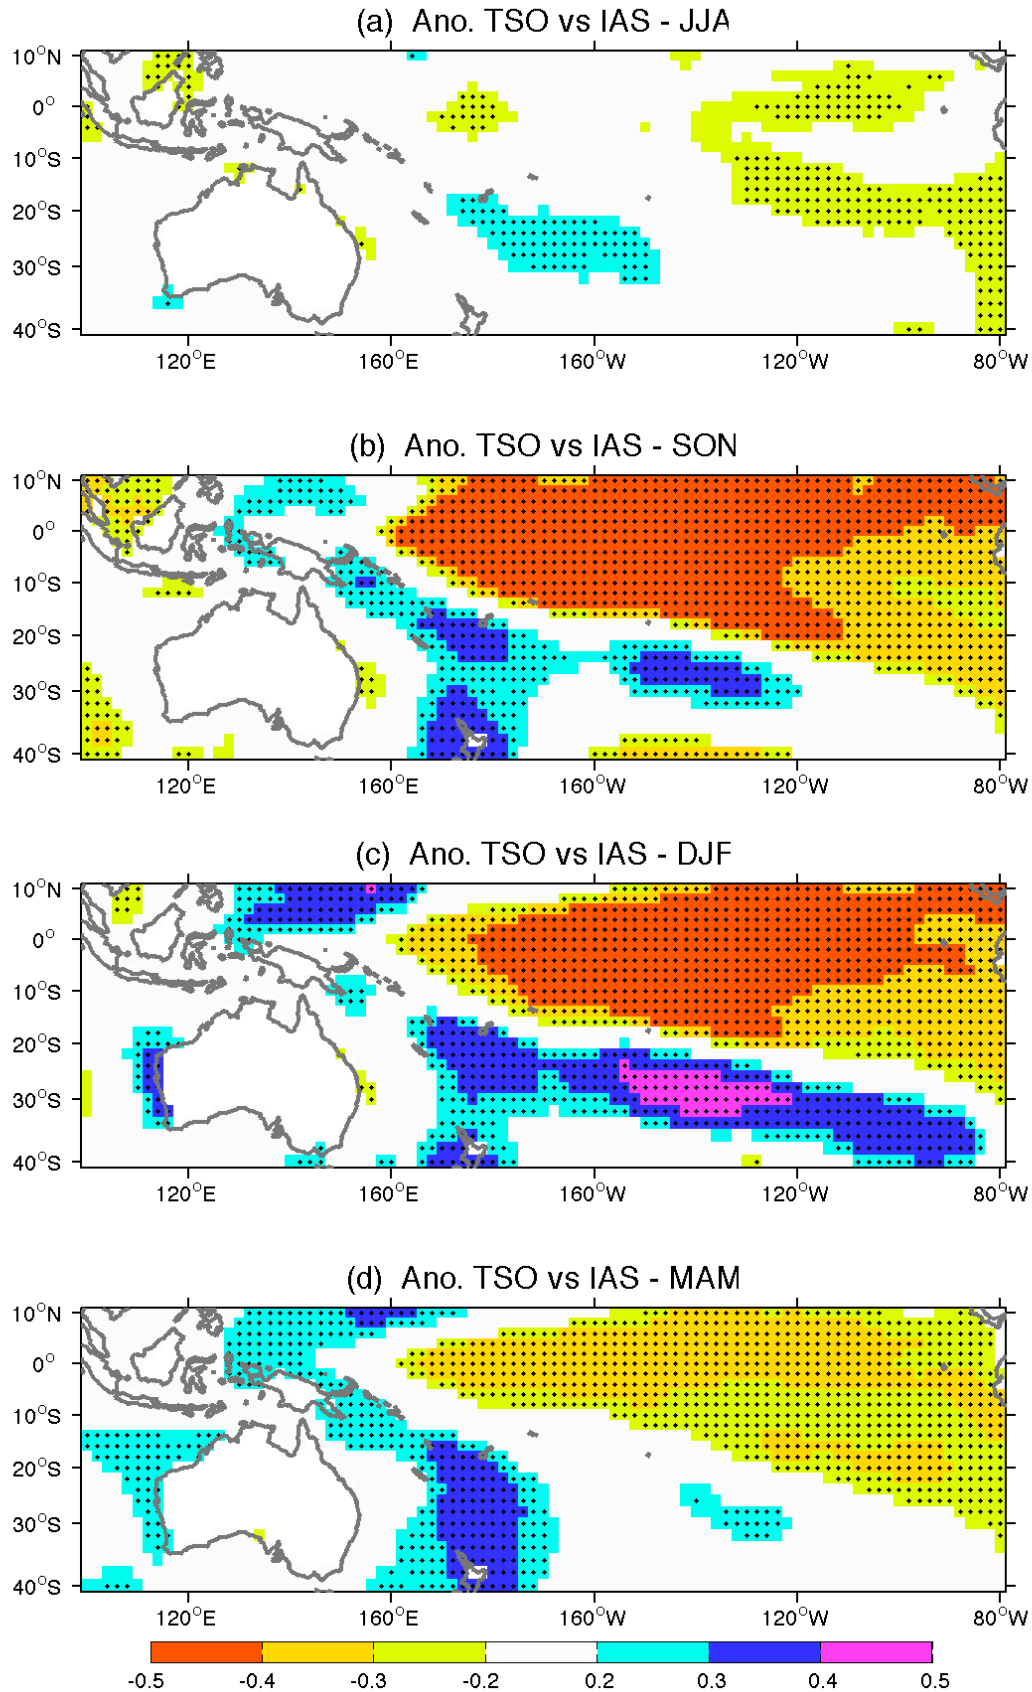 (a) Ano. TSO vs IAS - JJA
10°N
0°
10°S
20°S
30°S
40°S
120°E 160°E 160°W 120°W 80°W
(b) Ano. TSO vs IAS - SON
10°N
0°
10°S
20°S
30°S
40°S
120°E 160°E 160°W 120°W 80°W
(c) Ano. TSO vs IAS - DJF
10°N
0°
10°S
20°S
30°S
40°S
120°E 160°E 160°W 120°W 80°W
(d) Ano. TSO vs IAS - MAM
10°N
0°
10°S
20°S
30°S
40°S
120°E 160°E 160°W 120°W 80°W
-0.5 -0.4 -0.3 -0.2 0.2 0.3 0.4 0.5